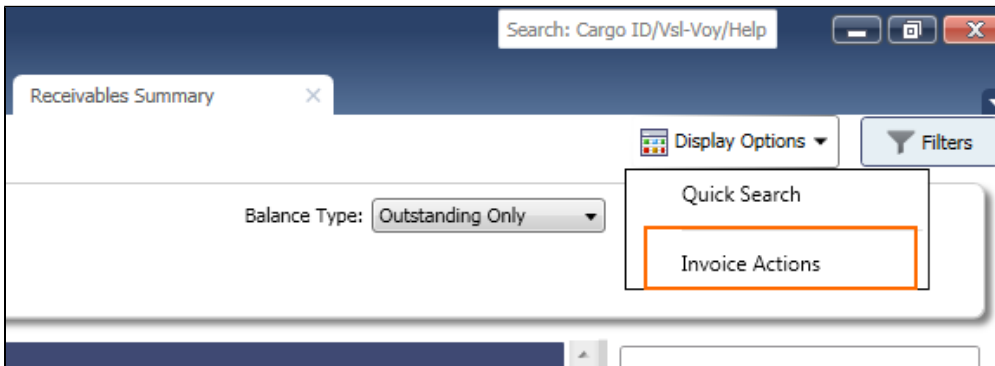 Search: Cargo ID/Vsl-Voy/Help
Receivables Summary
Display Options
Filters
Quick Search
Balance Type: Outstanding Only
Invoice Actions